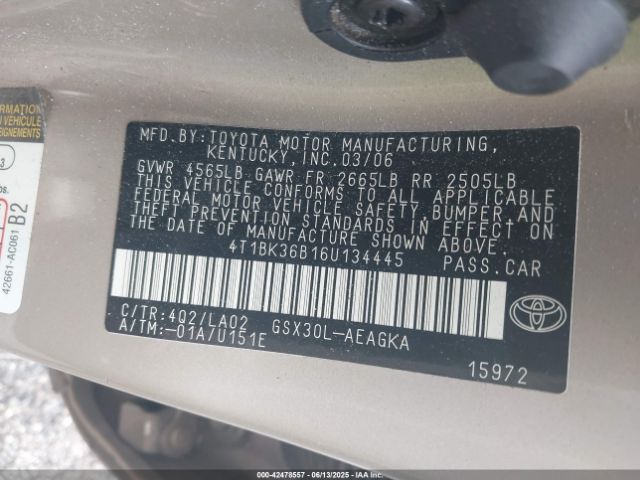 MFD.BY:TOYOTA MOTOR MANUFACTURING,
KENTUCKY, INC. 03/06
GVWR 4565LB GAWR FR 2665LB RR 2505LB
THIS VEHICLE CONFORMS TO ALL APPLICABLE
FEDERAL MOTOR VEHICLE SAFETY, BUMPER, AND
THEFT PREVENTION STANDARDS IN EFFECT ON
THE DATE OF MANUFACTURE SHOWN ABOVE.
4T1BK36B16U134445 PASS.CAR
C/TR:4Q2/LA02 GSX30L-AEAGKA
A/TM:-01A/U151E
15972
42661-AC061
B2
000-42478557 - 06/13/2025 - IAA Holdings, LLC